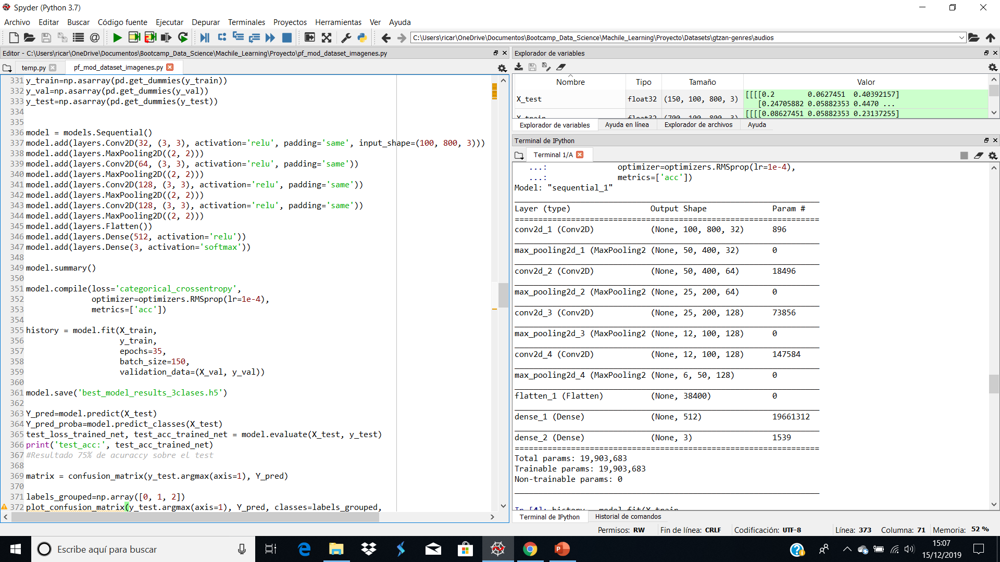 Spyder (Python 3.7)
Archivo Editar Buscar Código fuente Ejecutar Depurar Terminales Proyectos Herramientas Ver Ayuda
C:\Users\ricar\OneDrive\Documentos\Bootcamp_Data_Science\Machile_Learning\Proyecto\Datasets\gtzan-genres\audios
Editor - C:\Users\ricar\OneDrive\Documentos\Bootcamp_Data_Science\Machile_Learning\Proyecto\pf_mod_dataset_imagenes.py
temp.py pf_mod_dataset_imagenes.py
331 y_train=np.asarray(pd.get_dummies(y_train))
332 y_val=np.asarray(pd.get_dummies(y_val))
333 y_test=np.asarray(pd.get_dummies(y_test))
334
335
336 model = models.Sequential()
337 model.add(layers.Conv2D(32, (3, 3), activation='relu', padding='same', input_shape=(100, 800, 3)))
338 model.add(layers.MaxPooling2D((2, 2)))
339 model.add(layers.Conv2D(64, (3, 3), activation='relu', padding='same'))
340 model.add(layers.MaxPooling2D((2, 2)))
341 model.add(layers.Conv2D(128, (3, 3), activation='relu', padding='same'))
342 model.add(layers.MaxPooling2D((2, 2)))
343 model.add(layers.Conv2D(128, (3, 3), activation='relu', padding='same'))
344 model.add(layers.MaxPooling2D((2, 2)))
345 model.add(layers.Flatten())
346 model.add(layers.Dense(512, activation='relu'))
347 model.add(layers.Dense(3, activation='softmax'))
348
349 model.summary()
350
351 model.compile(loss='categorical_crossentropy',
352 optimizer=optimizers.RMSprop(lr=1e-4),
353 metrics=['acc'])
354
355 history = model.fit(X_train,
356 y_train,
357 epochs=35,
358 batch_size=150,
359 validation_data=(X_val, y_val))
360
361 model.save('best_model_results_3clases.h5')
362
363 Y_pred=model.predict(X_test)
364 Y_pred_proba=model.predict_classes(X_test)
365 test_loss_trained_net, test_acc_trained_net = model.evaluate(X_test, y_test)
366 print('test_acc:', test_acc_trained_net)
367 #Resultado 75% de acuraccy sobre el test
368
369 matrix = confusion_matrix(y_test.argmax(axis=1), Y_pred)
370
371 labels_grouped=np.array([0, 1, 2])
372 plot_confusion_matrix(y_test.argmax(axis=1), Y_pred, classes=labels_grouped,
Explorador de variables
Nombre Tipo Tamaño Valor
X_test float32 (150, 100, 800, 3) [[[[0.2 0.0627451 0.40392157]
[0.24705882 0.05882353 0.4470 ...
X_train float32 (700, 100, 800, 3) [[[[0.08627451 0.05882353 0.23137255]
Explorador de variables Ayuda en línea Explorador de archivos Ayuda
Terminal de IPython
Terminal 1/A
...: optimizer=optimizers.RMSprop(lr=1e-4),
...: metrics=['acc'])
Model: "sequential_1"
Layer (type) Output Shape Param #
=================================================================
conv2d_1 (Conv2D) (None, 100, 800, 32) 896
max_pooling2d_1 (MaxPooling2 (None, 50, 400, 32) 0
conv2d_2 (Conv2D) (None, 50, 400, 64) 18496
max_pooling2d_2 (MaxPooling2 (None, 25, 200, 64) 0
conv2d_3 (Conv2D) (None, 25, 200, 128) 73856
max_pooling2d_3 (MaxPooling2 (None, 12, 100, 128) 0
conv2d_4 (Conv2D) (None, 12, 100, 128) 147584
max_pooling2d_4 (MaxPooling2 (None, 6, 50, 128) 0
flatten_1 (Flatten) (None, 38400) 0
dense_1 (Dense) (None, 512) 19661312
dense_2 (Dense) (None, 3) 1539
=================================================================
Total params: 19,903,683
Trainable params: 19,903,683
Non-trainable params: 0
In [4]: history = model.fit(X_train,
Terminal de IPython Historial de comandos
Permisos: RW Fin de línea: CRLF Codificación: UTF-8 Línea: 373 Columna: 71 Memoria: 52 %
Escribe aquí para buscar
15:07
15/12/2019